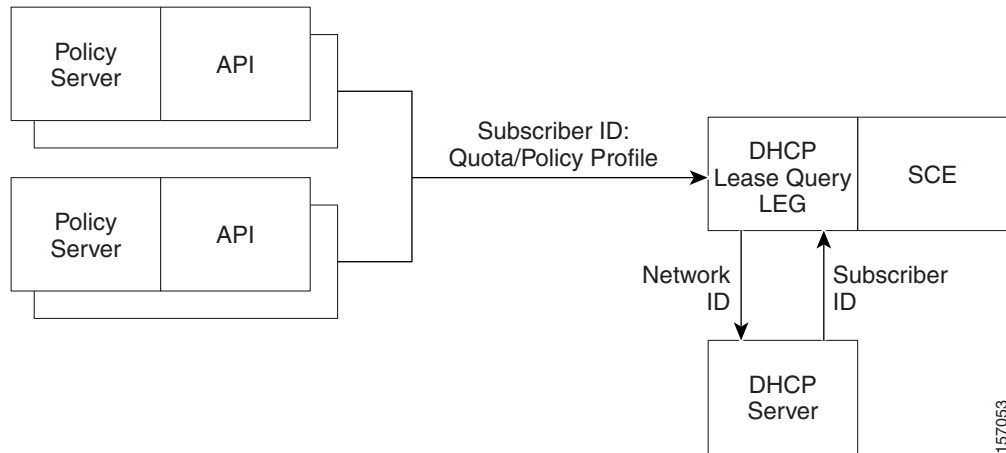 Policy
Server
API
Policy
Server
API
Subscriber ID:
Quota/Policy Profile
DHCP
Lease Query
LEG
SCE
Network
ID
Subscriber
ID
DHCP
Server
157053